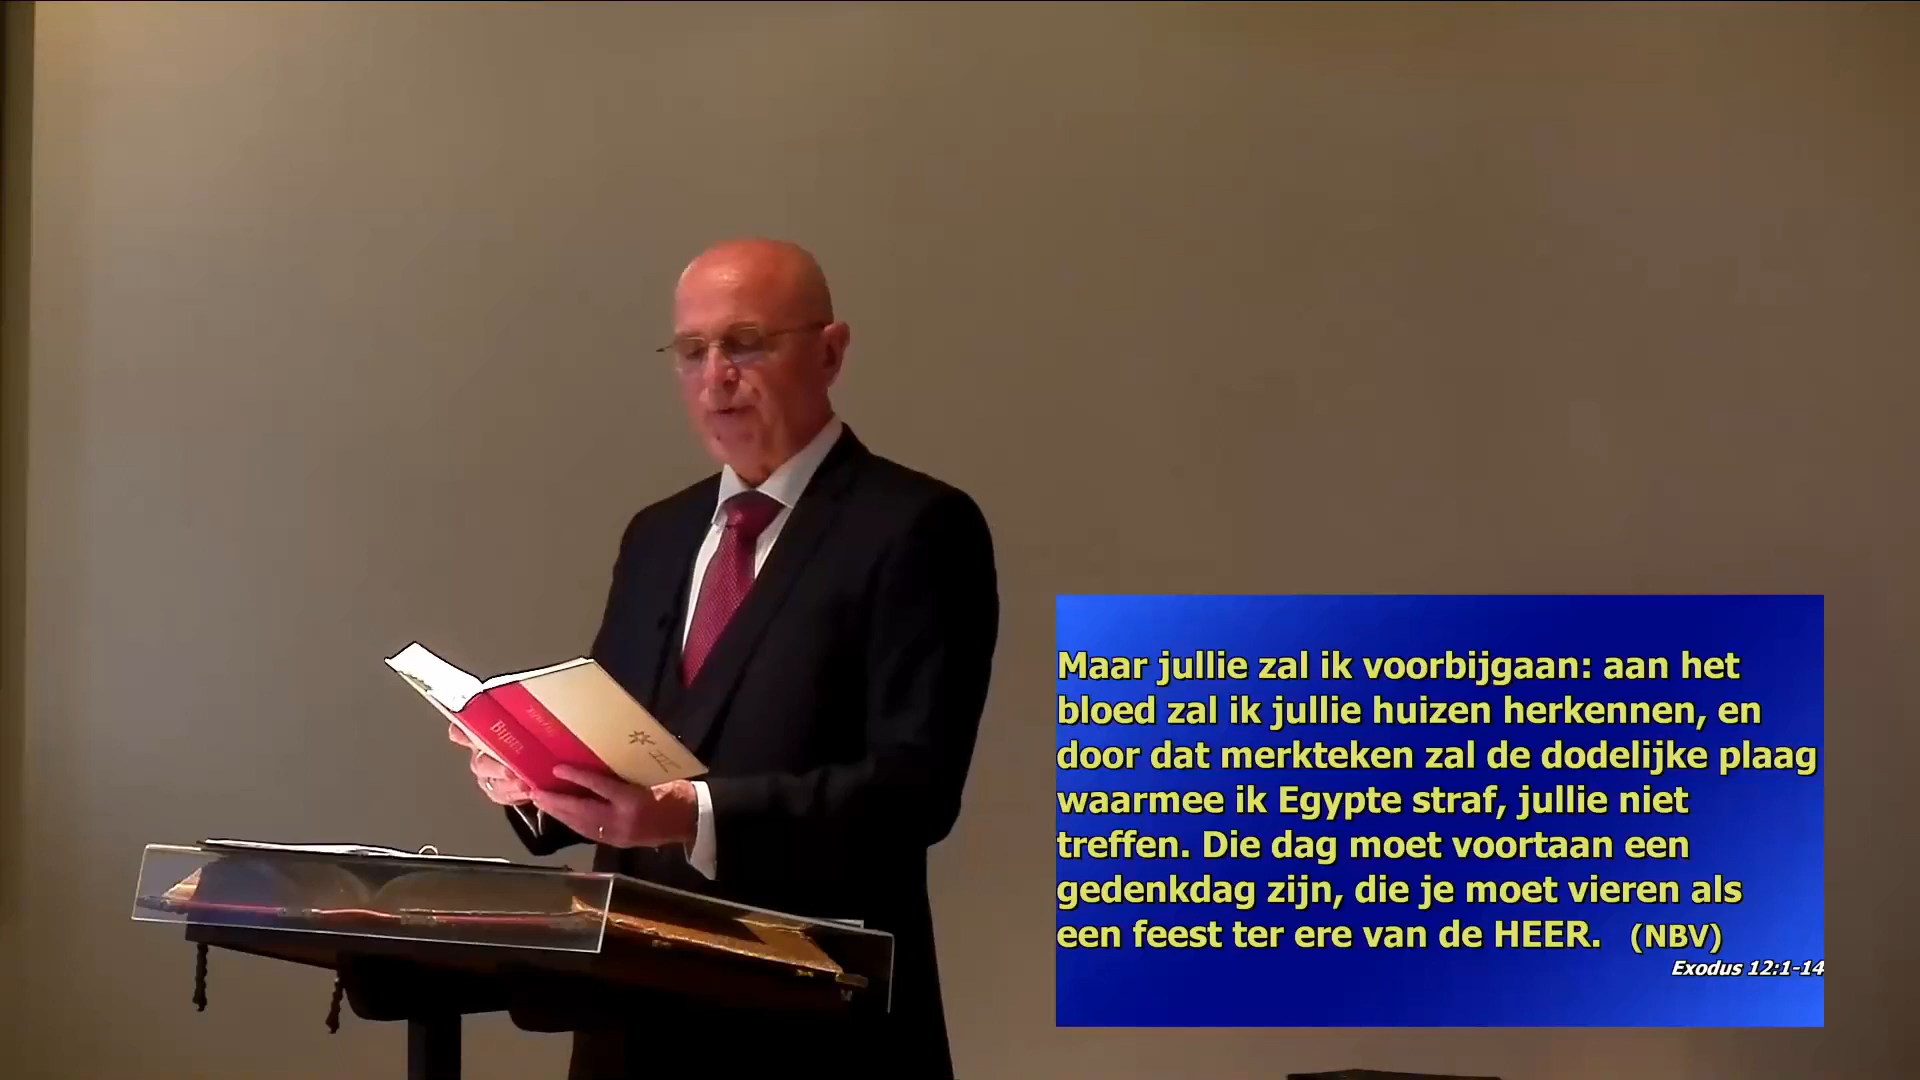 Maar jullie zal ik voorbijgaan: aan het
bloed zal ik jullie huizen herkennen, en
door dat merkteken zal de dodelijke plaag
waarmee ik Egypte straf, jullie niet
treffen. Die dag moet voortaan een
gedenkdag zijn, die je moet vieren als
een feest ter ere van de HEER. (NBV)
Exodus 12:1-14
Bijbel